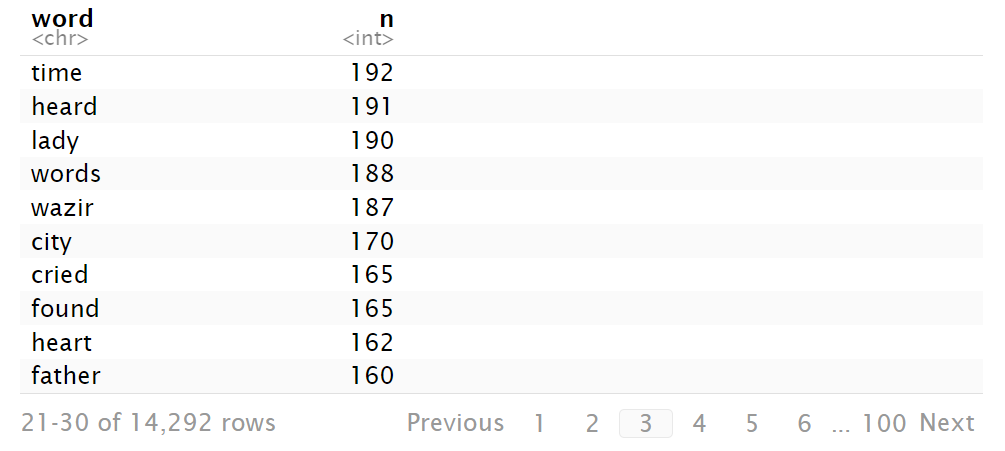 word n
<chr> <int>
time 192
heard 191
lady 190
words 188
wazir 187
city 170
cried 165
found 165
heart 162
father 160
21-30 of 14,292 rows Previous 1 2 3 4 5 6 ... 100 Next